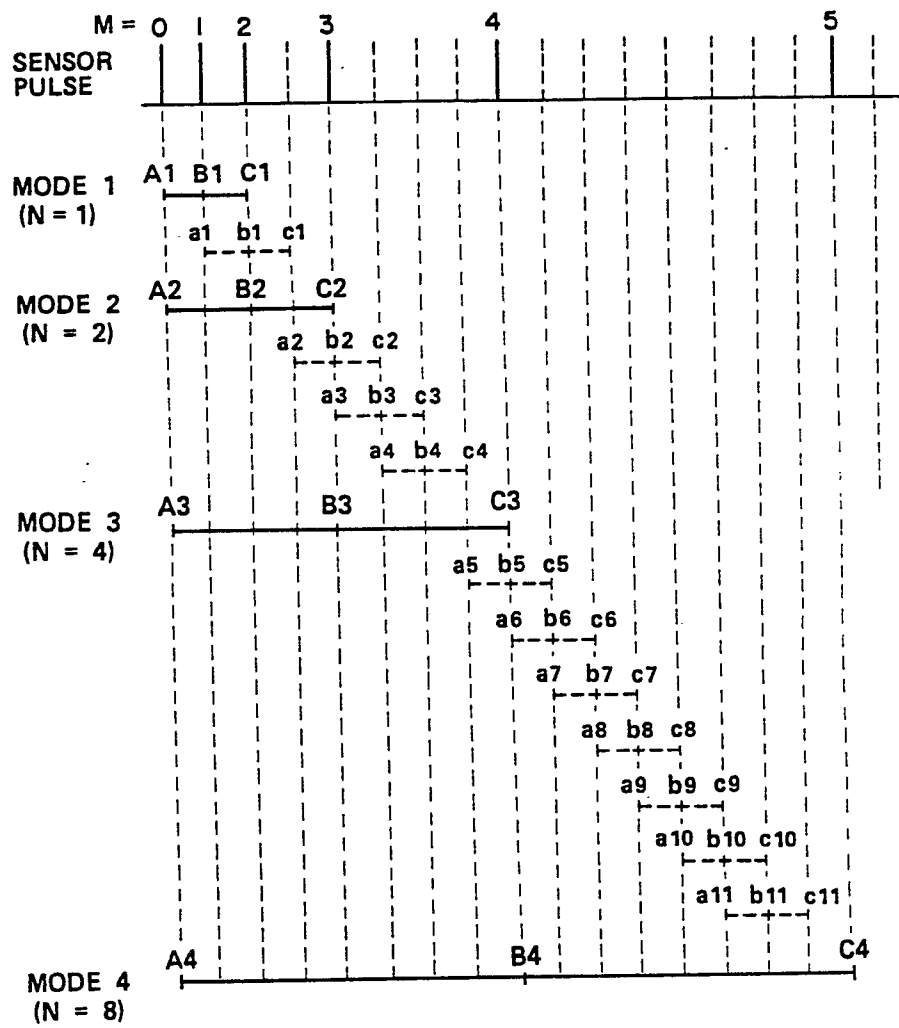 M = 0 1 2 3 4 5
SENSOR
PULSE
A1 B1 C1
MODE 1
(N = 1)
a1 b1 c1
A2 B2 C2
MODE 2
(N = 2)
a2 b2 c2
a3 b3 c3
a4 b4 c4
A3 B3 C3
MODE 3
(N = 4)
a5 b5 c5
a6 b6 c6
a7 b7 c7
a8 b8 c8
a9 b9 c9
a10 b10 c10
a11 b11 c11
A4 B4 C4
MODE 4
(N = 8)